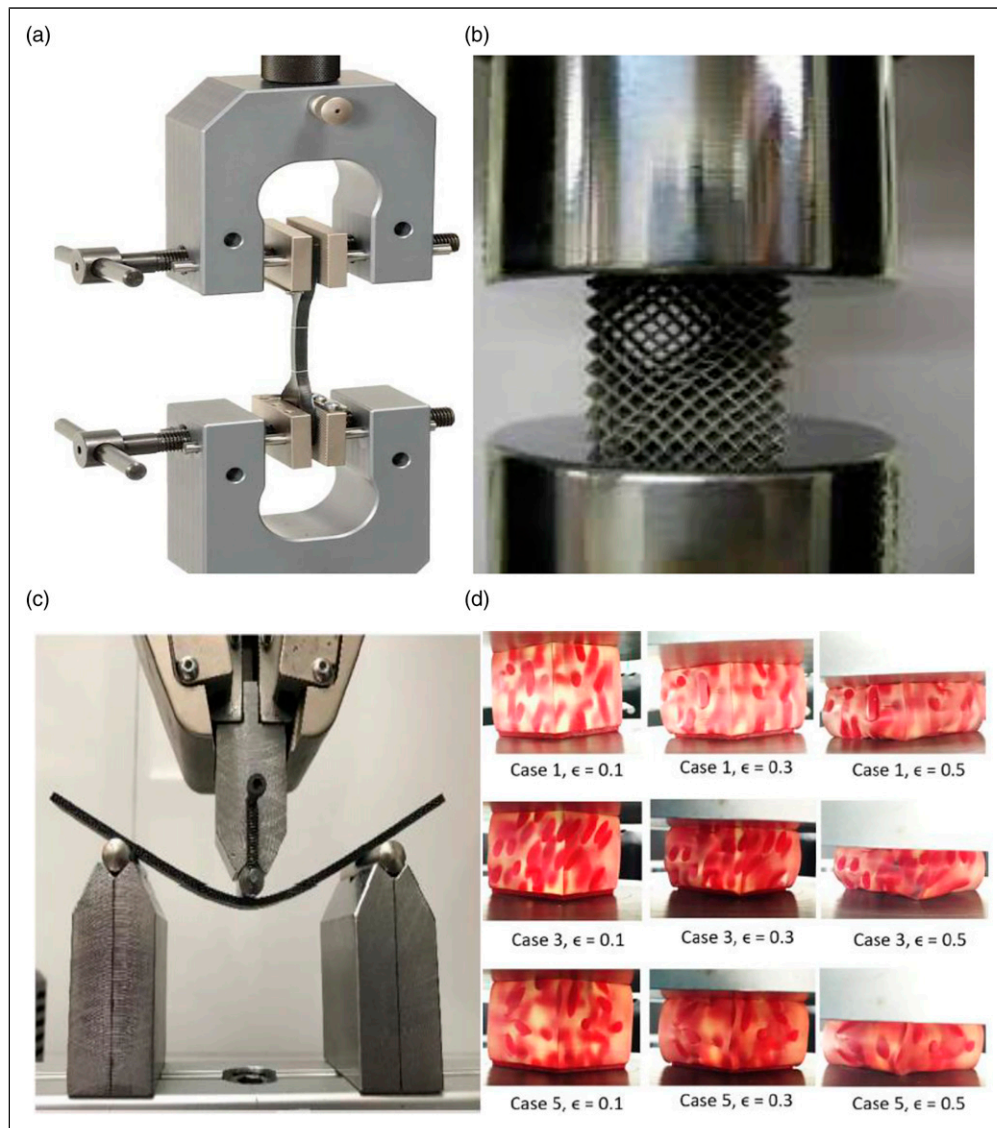 (a)
(b)
(c)
(d)
Case 1, ϵ = 0.1
Case 1, ϵ = 0.3
Case 1, ϵ = 0.5
Case 3, ϵ = 0.1
Case 3, ϵ = 0.3
Case 3, ϵ = 0.5
Case 5, ϵ = 0.1
Case 5, ϵ = 0.3
Case 5, ϵ = 0.5